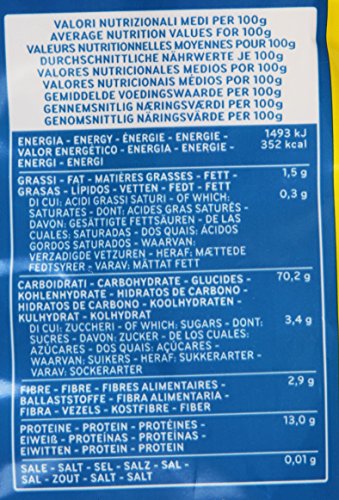 VALORI NUTRIZIONALI MEDI PER 100g
AVERAGE NUTRITION VALUES FOR 100g
VALEURS NUTRITIONNELLES MOYENNES POUR 100g
DURCHSCHNITTLICHE NÄHRWERTE JE 100g
VALORES NUTRICIONALES MEDIOS POR 100g
VALORES NUTRICIONAIS MÉDIOS POR 100g
GEMIDDELDE VOEDINGSWAARDE PER 100g
GENNEMSNITLIG NÆRINGSVÆRDI PER 100g
GENOMSNITTLIG NÄRINGSVÄRDE PER 100g
ENERGIA - ENERGY - ÉNERGIE - ENERGIE - 1493 kJ
VALOR ENERGÉTICO - ENERGIA - ENERGIE - 352 kcal
ENERGI - ENERGI
GRASSI - FAT - MATIÈRES GRASSES - FETT - 1,5 g
GRASAS - LÍPIDOS - VETTEN - FEDT - FETT
DI CUI: ACIDI GRASSI SATURI - OF WHICH: 0,3 g
SATURATES - DONT: ACIDES GRAS SATURÉS -
DAVON: GESÄTTIGTE FETTSÄUREN - DE LAS
CUALES: SATURADAS - DOS QUAIS: ÁCIDOS
GORDOS SATURADOS - WAARVAN:
VERZADIGDE VETZUREN - HERAF: MÆTTEDE
FEDTSYRER - VARAV: MÄTTAT FETT
CARBOIDRATI - CARBOHYDRATE - GLUCIDES - 70,2 g
KOHLENHYDRATE - HIDRATOS DE CARBONO -
HIDRATOS DE CARBONO - KOOLHYDRATEN -
KULHYDRAT - KOLHYDRAT
DI CUI: ZUCCHERI - OF WHICH: SUGARS - DONT: 3,4 g
SUCRES - DAVON: ZUCKER - DE LOS CUALES:
AZÚCARES - DOS QUAIS: AÇÚCARES -
WAARVAN: SUIKERS - HERAF: SUKKERARTER -
VARAV: SOCKERARTER
FIBRE - FIBRE - FIBRES ALIMENTAIRES - 2,9 g
BALLASTSTOFFE - FIBRA ALIMENTARIA -
FIBRA - VEZELS - KOSTFIBRE - FIBER
PROTEINE - PROTEIN - PROTÉINES - 13,0 g
EIWEIß - PROTEÍNAS - PROTEÍNAS -
EIWITTEN - PROTEIN - PROTEIN
SALE - SALT - SEL - SALZ - SAL - 0,01 g
SAL - ZOUT - SALT - SALT